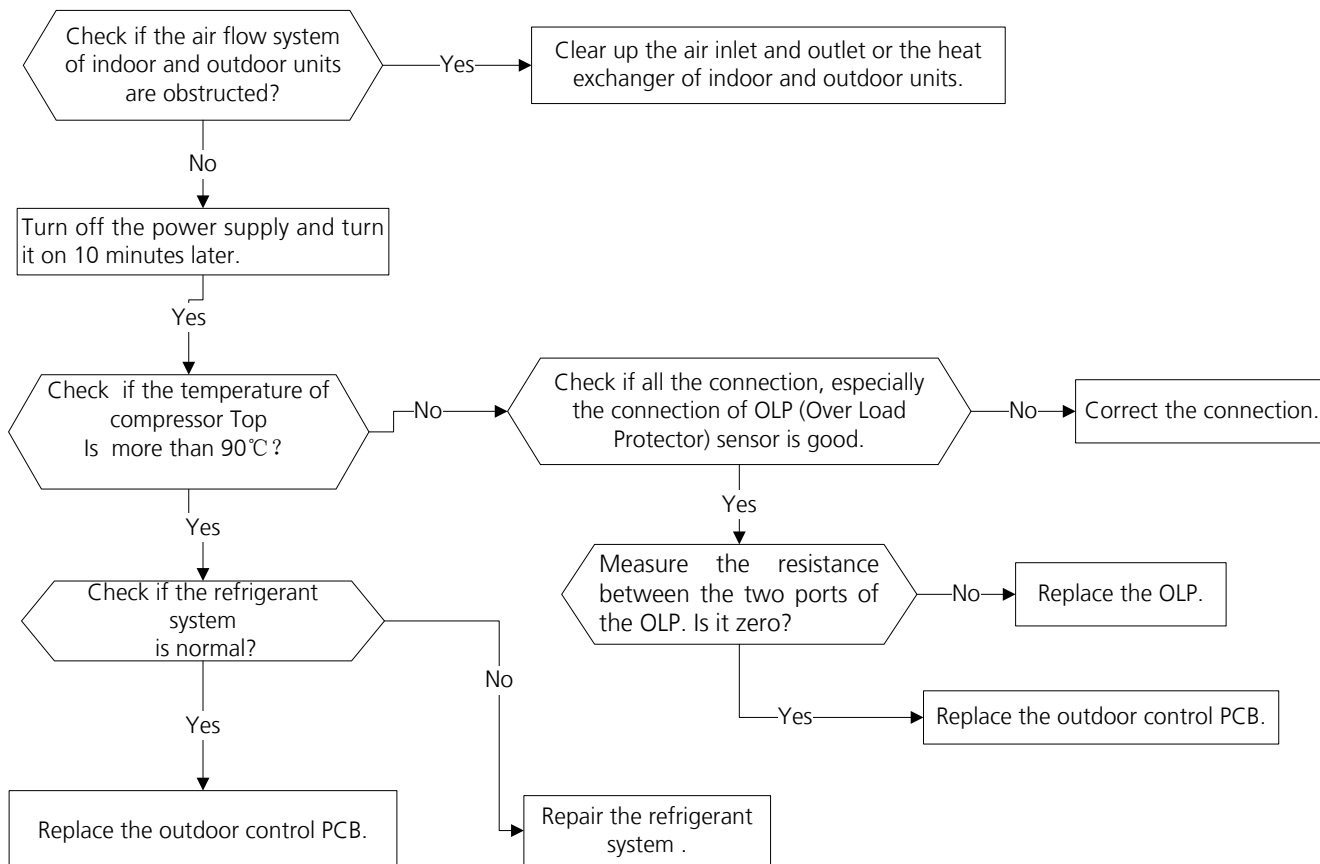 Check if the air flow system
of indoor and outdoor units
are obstructed?
Yes
Clear up the air inlet and outlet or the heat
exchanger of indoor and outdoor units.
No
Turn off the power supply and turn
it on 10 minutes later.
Yes
Check if the temperature of
compressor Top
Is more than 90℃?
No
Check if all the connection, especially
the connection of OLP (Over Load
Protector) sensor is good.
No
Correct the connection.
Yes
Yes
Measure the resistance
between the two ports of
the OLP. Is it zero?
No
Replace the OLP.
Check if the refrigerant
system
is normal?
No
Yes
Yes
Replace the outdoor control PCB.
Replace the outdoor control PCB.
Repair the refrigerant
system .